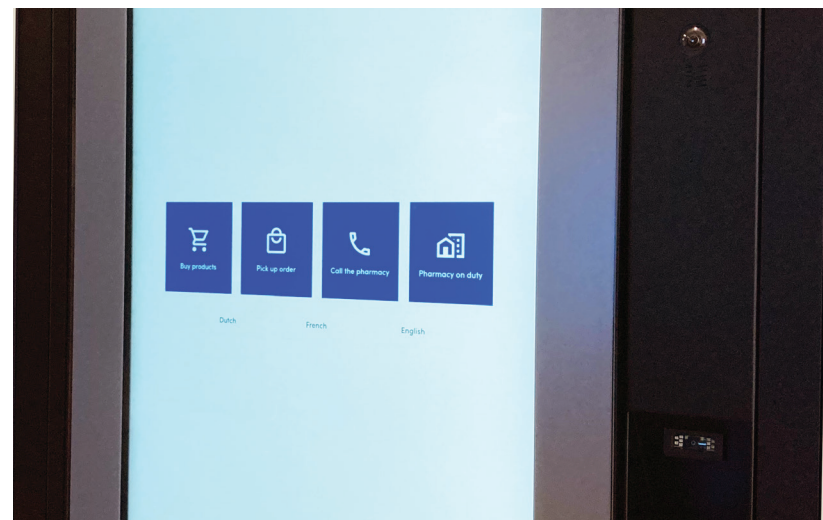 Buy products
Pick up order
Call the pharmacy
Pharmacy on duty
Dutch
French
English